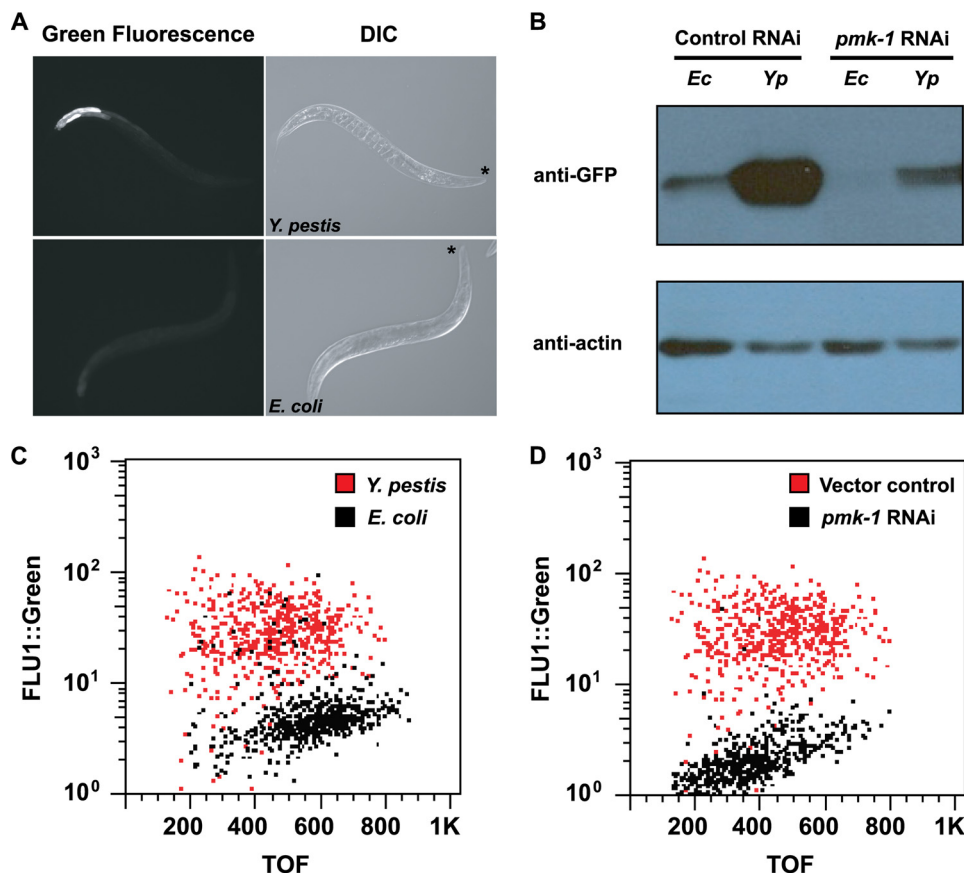 A
Green Fluorescence DIC
*
Y. pestis
*
E. coli
B
Control RNAi pmk-1 RNAi
Ec Yp Ec Yp
anti-GFP
anti-actin
C
10³
10²
10¹
10⁰
FLU1::Green
Y. pestis
E. coli
200 400 600 800 1K
TOF
D
10³
10²
10¹
10⁰
FLU1::Green
Vector control
pmk-1 RNAi
200 400 600 800 1K
TOF